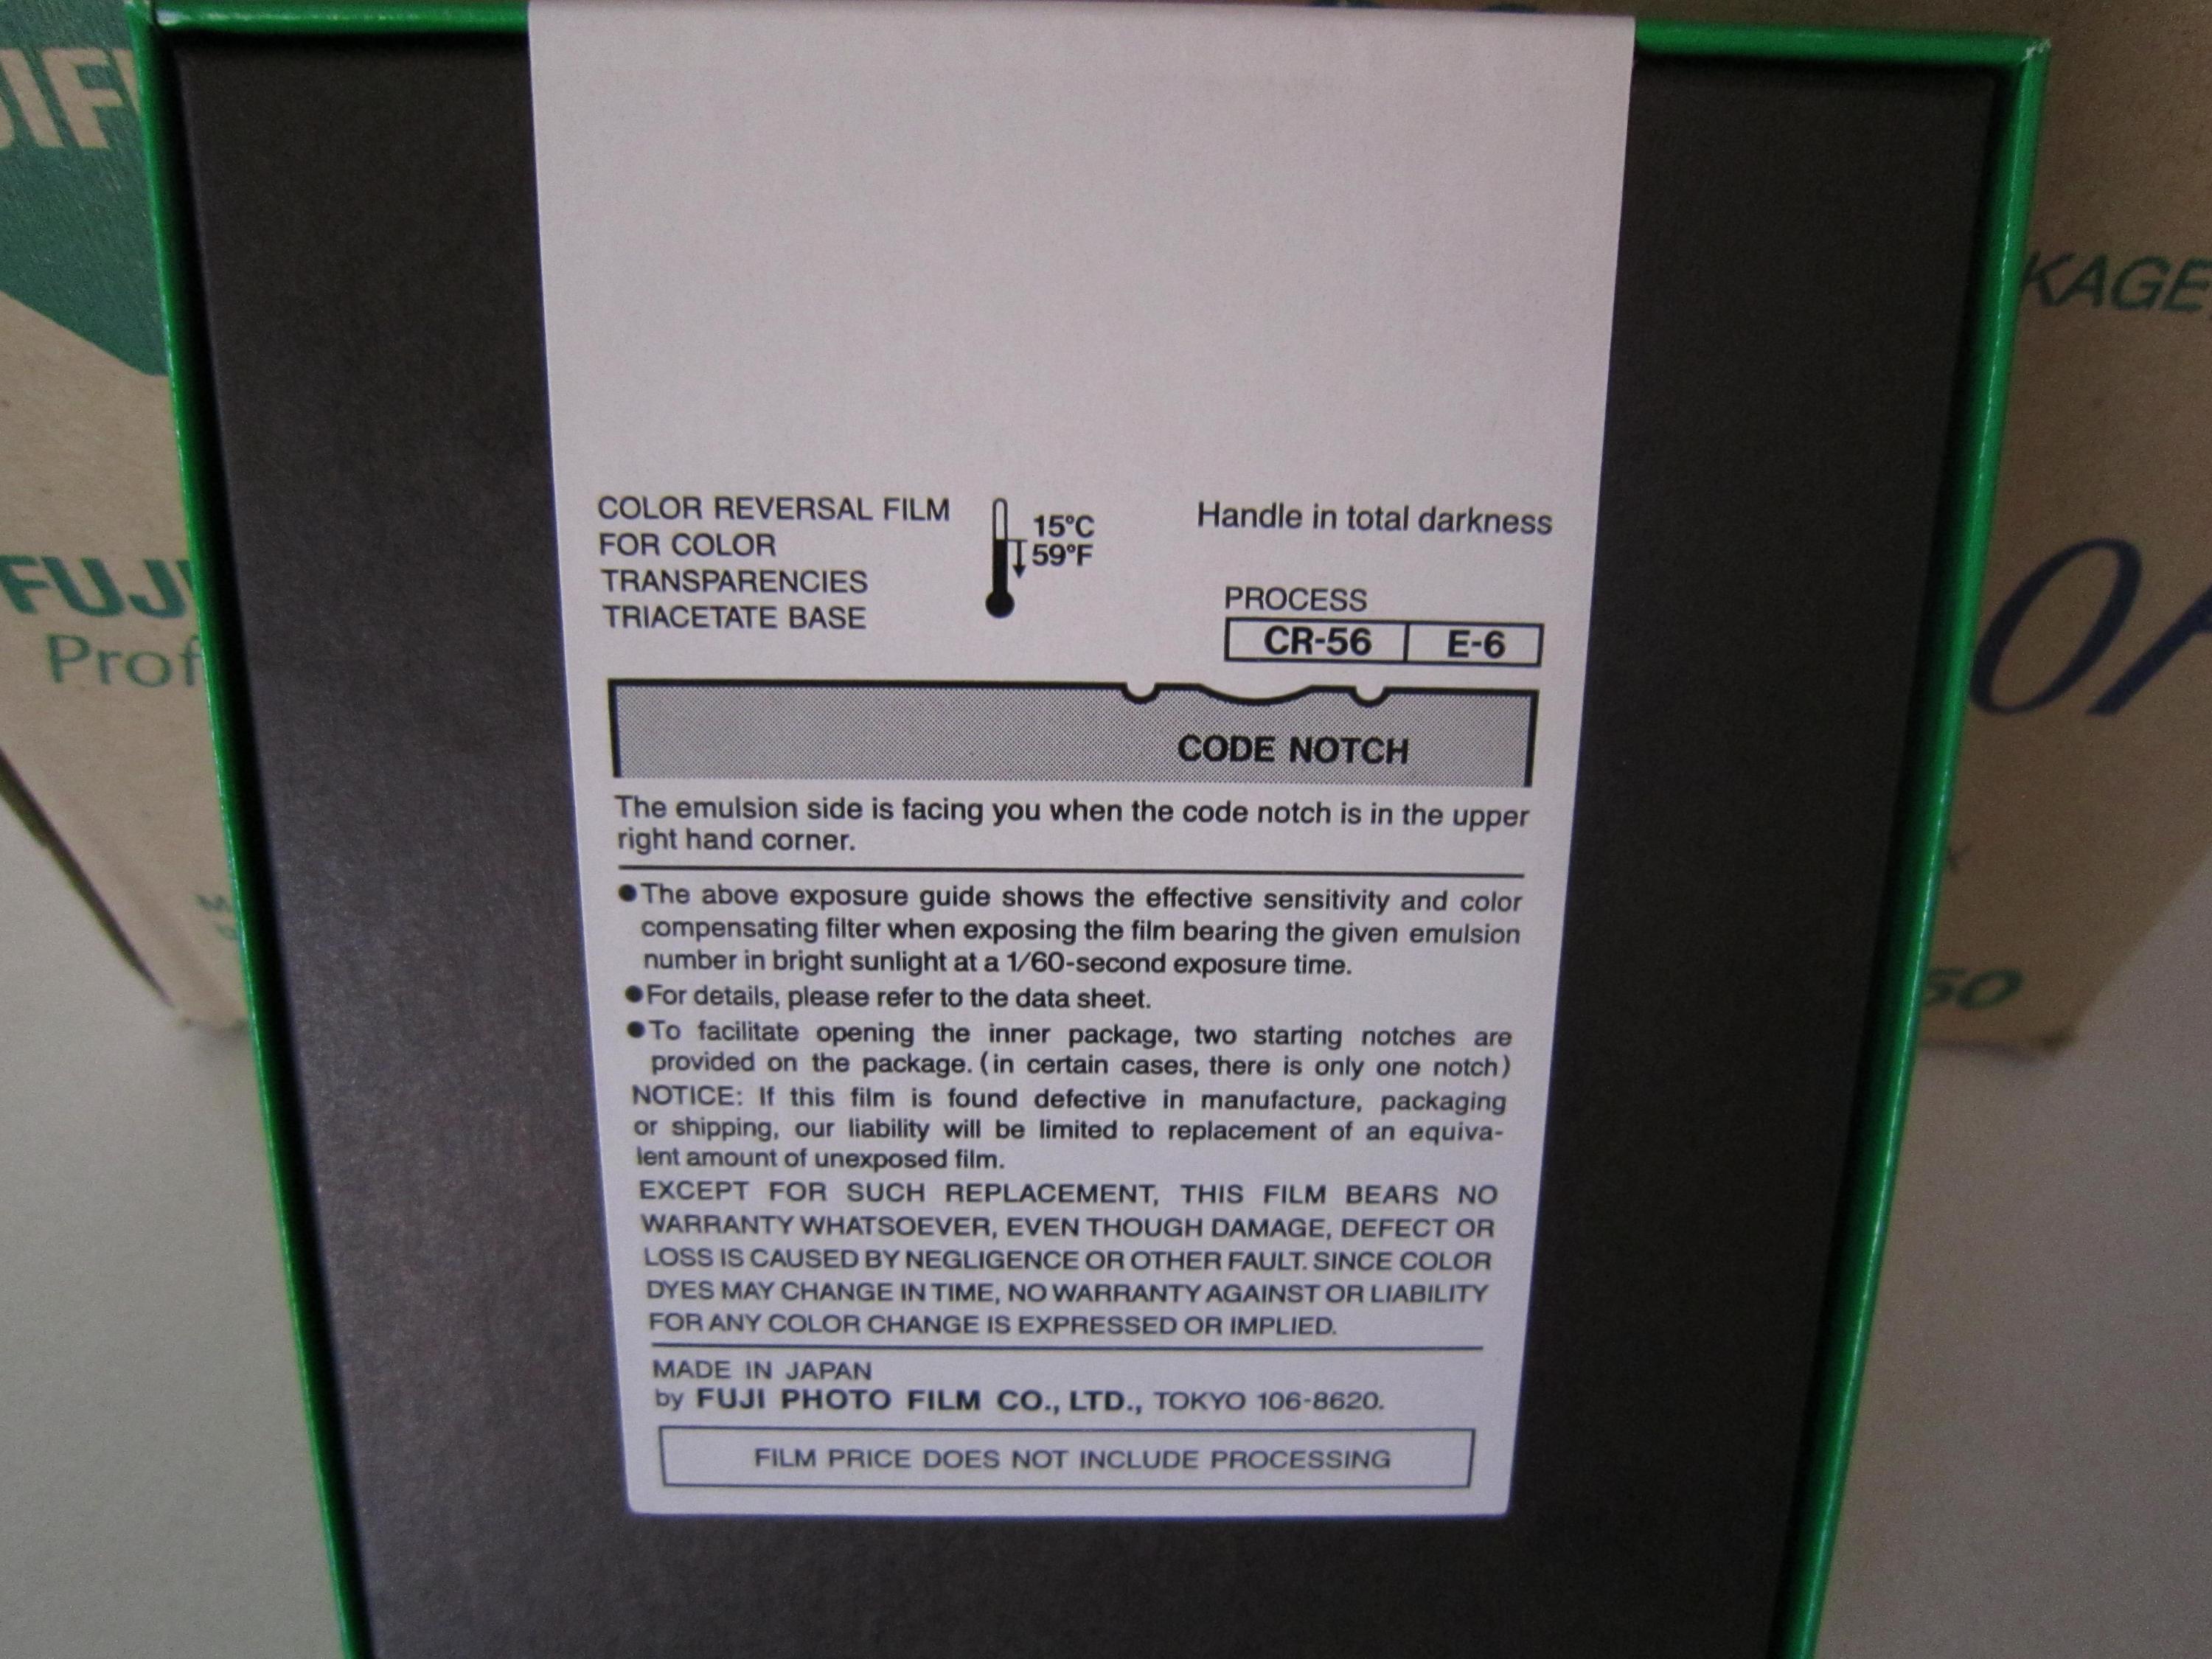 COLOR REVERSAL FILM
FOR COLOR
TRANSPARENCIES
TRIACETATE BASE
15°C
59°F
Handle in total darkness
PROCESS
CR-56 E-6
CODE NOTCH
The emulsion side is facing you when the code notch is in the upper
right hand corner.
●The above exposure guide shows the effective sensitivity and color
compensating filter when exposing the film bearing the given emulsion
number in bright sunlight at a 1/60-second exposure time.
●For details, please refer to the data sheet.
●To facilitate opening the inner package, two starting notches are
provided on the package. (in certain cases, there is only one notch)
NOTICE: If this film is found defective in manufacture, packaging
or shipping, our liability will be limited to replacement of an equiva-
lent amount of unexposed film.
EXCEPT FOR SUCH REPLACEMENT, THIS FILM BEARS NO
WARRANTY WHATSOEVER, EVEN THOUGH DAMAGE, DEFECT OR
LOSS IS CAUSED BY NEGLIGENCE OR OTHER FAULT. SINCE COLOR
DYES MAY CHANGE IN TIME, NO WARRANTY AGAINST OR LIABILITY
FOR ANY COLOR CHANGE IS EXPRESSED OR IMPLIED.
MADE IN JAPAN
by FUJI PHOTO FILM CO., LTD., TOKYO 106-8620.
FILM PRICE DOES NOT INCLUDE PROCESSING
FUJI
Prof
KAGE
50